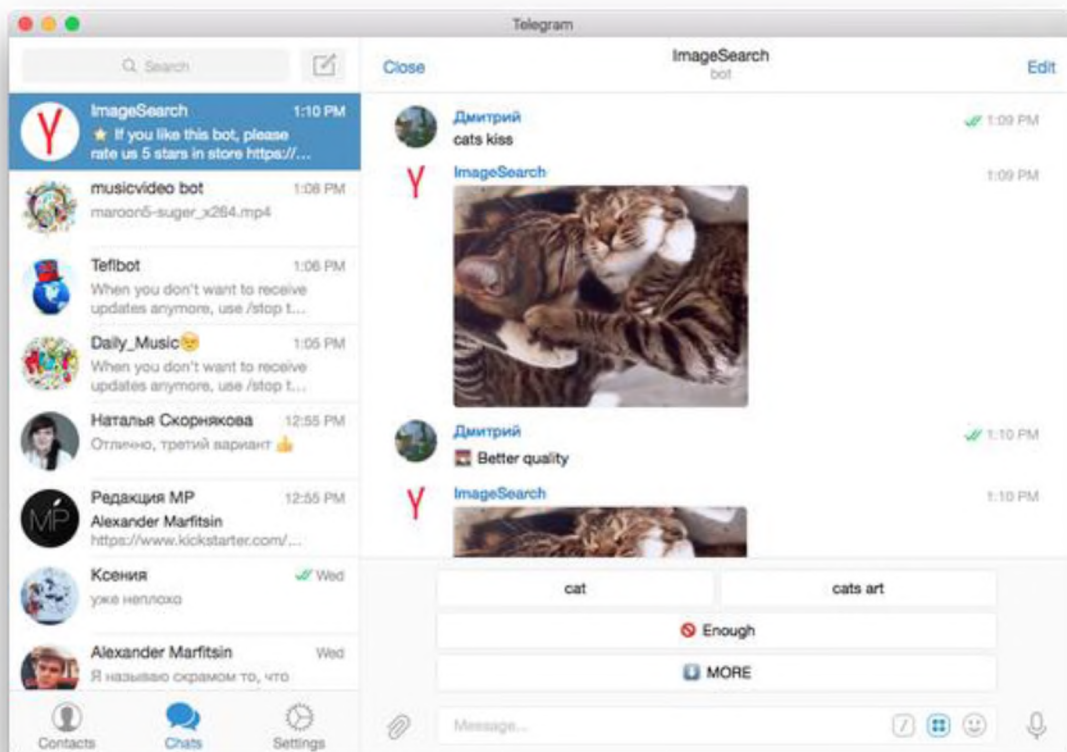 Telegram
Search
ImageSearch 1:10 PM
⭐ If you like this bot, please
rate us 5 stars in store https://...
musicvideo bot 1:08 PM
maroon5-suger_x264.mp4
Teflbot 1:06 PM
When you don't want to receive
updates anymore, use /stop t...
Daily_Music😏 1:05 PM
When you don't want to receive
updates anymore, use /stop t...
Наталья Скорнякова 12:55 PM
Отлично, третий вариант 👍
MP
Редакция MP 12:55 PM
Alexander Marfitsin
https://www.kickstarter.com/...
Ксения Wed
уже неплохо
Alexander Marfitsin Wed
Я называю скрамом то, что
Contacts
Chats
Settings
Close
ImageSearch
bot
Edit
Дмитрий 1:09 PM
cats kiss
ImageSearch 1:09 PM
Дмитрий 1:10 PM
🌄 Better quality
ImageSearch 1:10 PM
cat
cats art
🚫 Enough
⬇️ MORE
Message...